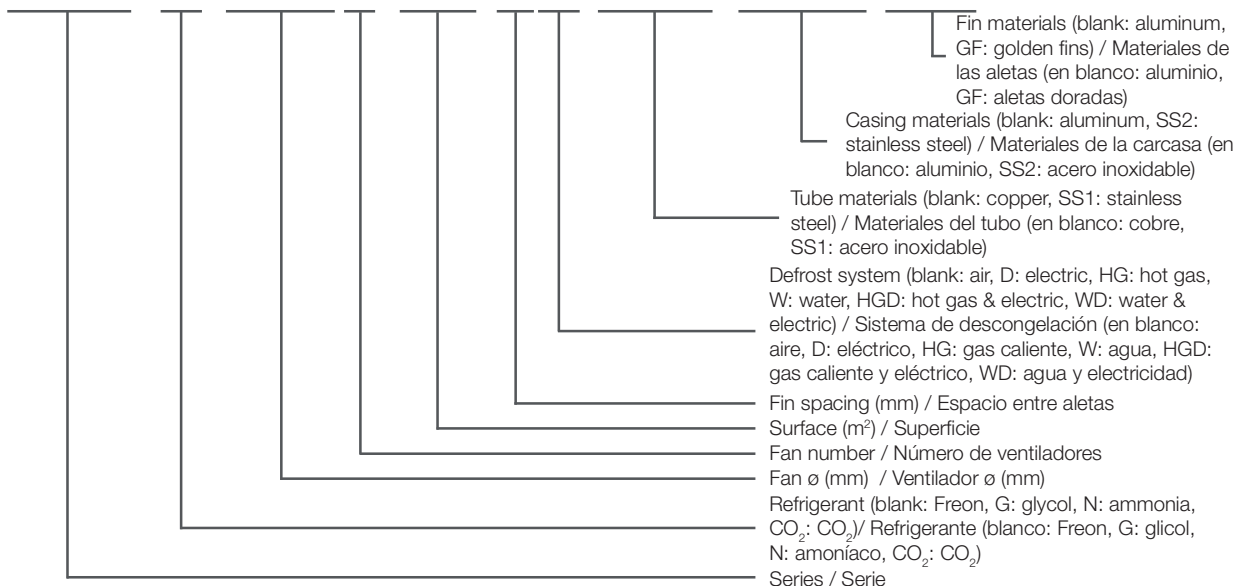 Fin materials (blank: aluminum,
GF: golden fins) / Materiales de
las aletas (en blanco: aluminio,
GF: aletas doradas)
Casing materials (blank: aluminum, SS2:
stainless steel) / Materiales de la carcasa (en
blanco: aluminio, SS2: acero inoxidable)
Tube materials (blank: copper, SS1: stainless
steel) / Materiales del tubo (en blanco: cobre,
SS1: acero inoxidable)
Defrost system (blank: air, D: electric, HG: hot gas,
W: water, HGD: hot gas & electric, WD: water &
electric) / Sistema de descongelación (en blanco:
aire, D: eléctrico, HG: gas caliente, W: agua, HGD:
gas caliente y eléctrico, WD: agua y electricidad)
Fin spacing (mm) / Espacio entre aletas
Surface (m²) / Superficie
Fan number / Número de ventiladores
Fan ø (mm) / Ventilador ø (mm)
Refrigerant (blank: Freon, G: glycol, N: ammonia,
CO₂: CO₂)/ Refrigerante (blanco: Freon, G: glicol,
N: amoníaco, CO₂: CO₂)
Series / Serie